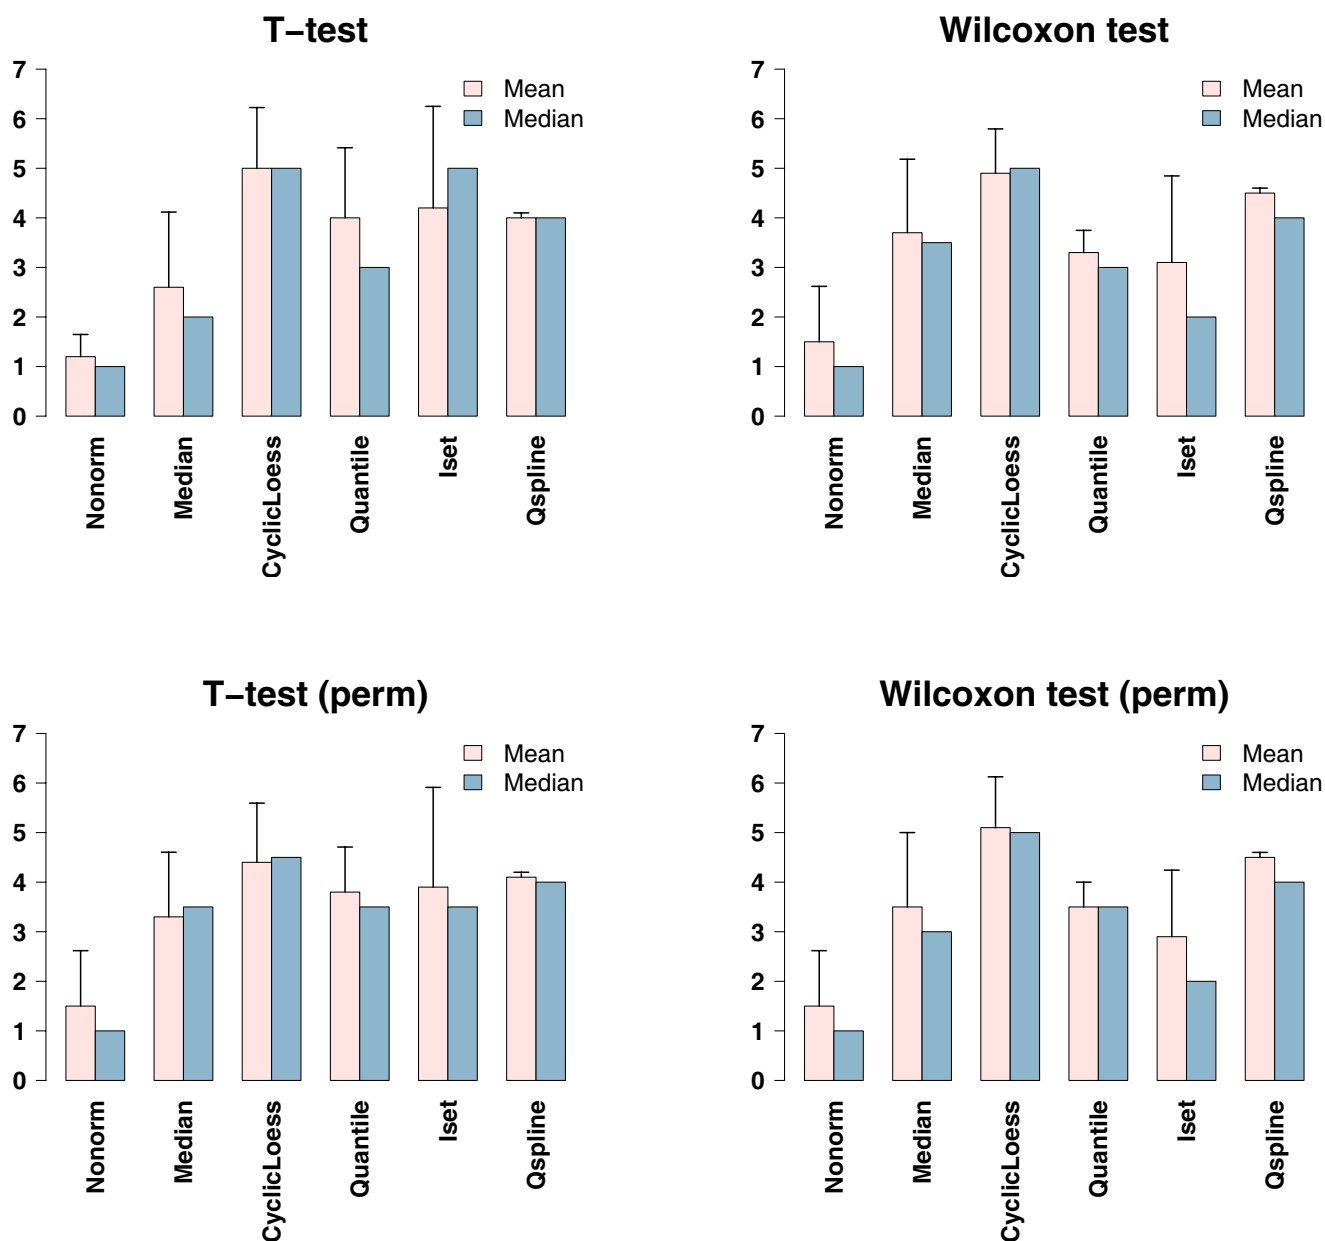 T−test
7
6
5
4
3
2
1
0
Mean
Median
Nonorm
Median
CyclicLoess
Quantile
Iset
Qspline
Wilcoxon test
7
6
5
4
3
2
1
0
Mean
Median
Nonorm
Median
CyclicLoess
Quantile
Iset
Qspline
T−test (perm)
7
6
5
4
3
2
1
0
Mean
Median
Nonorm
Median
CyclicLoess
Quantile
Iset
Qspline
Wilcoxon test (perm)
7
6
5
4
3
2
1
0
Mean
Median
Nonorm
Median
CyclicLoess
Quantile
Iset
Qspline